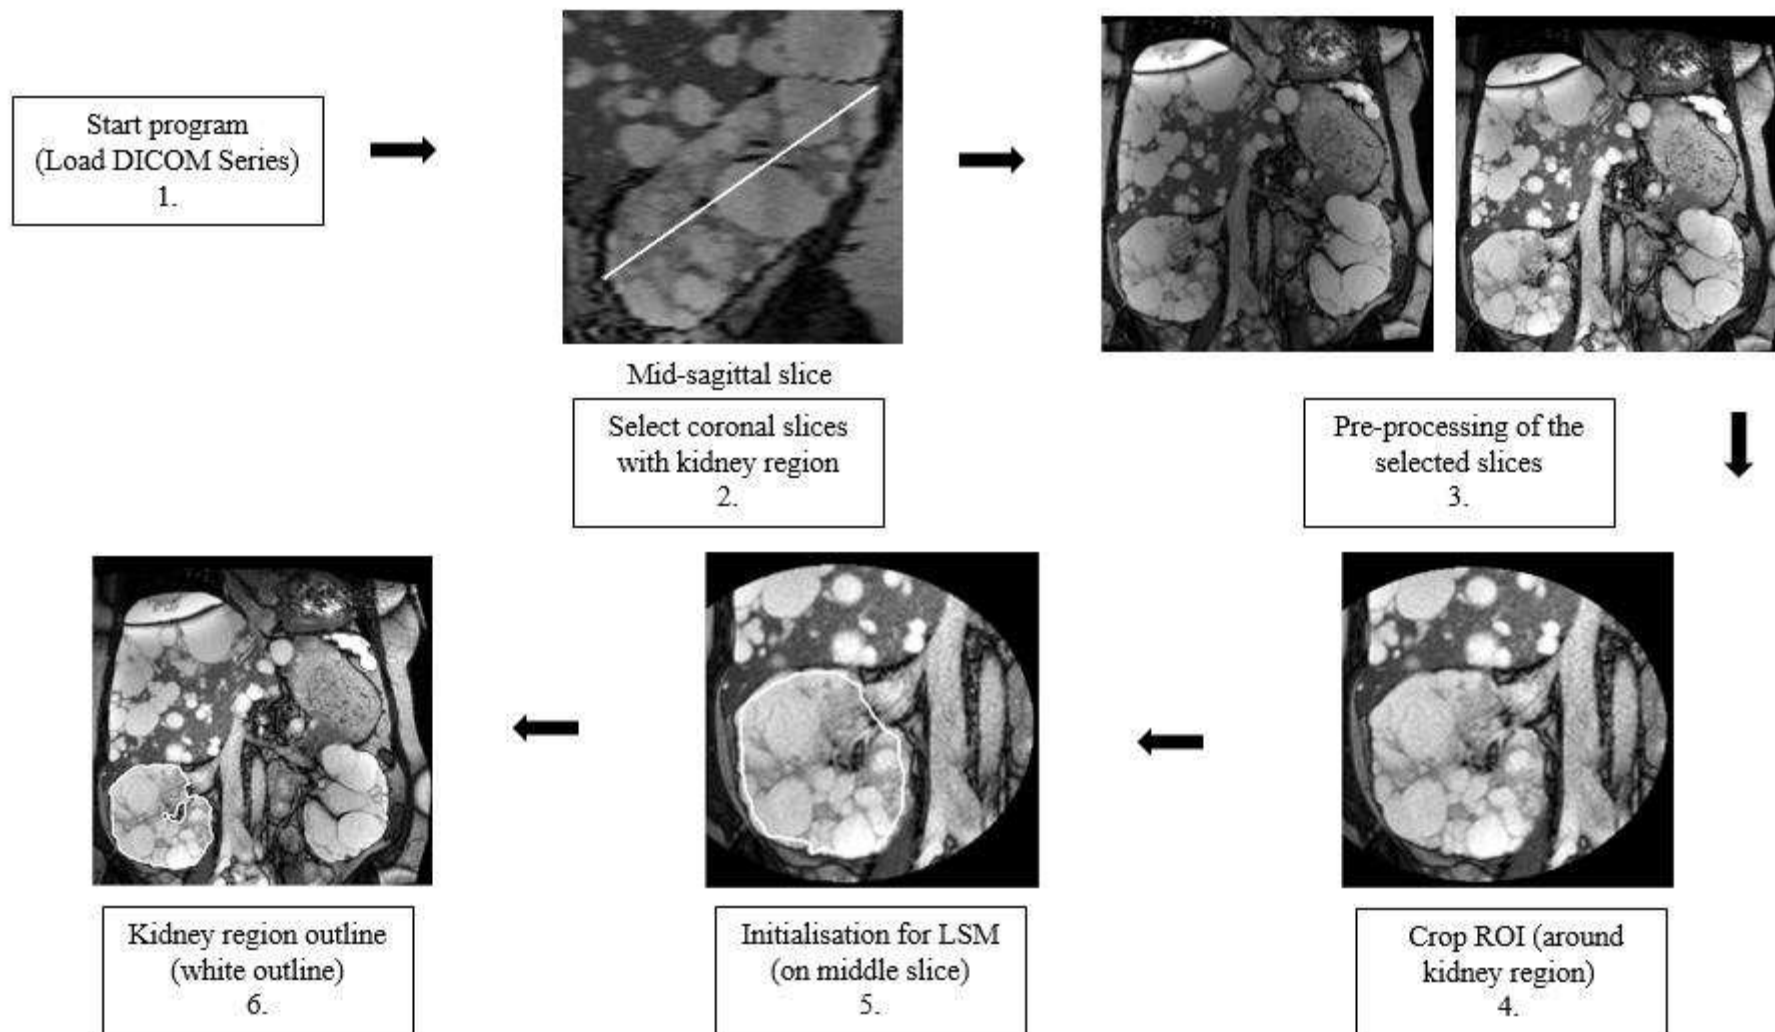 Start program
(Load DICOM Series)
1.
Mid-sagittal slice
Select coronal slices
with kidney region
2.
Pre-processing of the
selected slices
3.
Crop ROI (around
kidney region)
4.
Initialisation for LSM
(on middle slice)
5.
Kidney region outline
(white outline)
6.